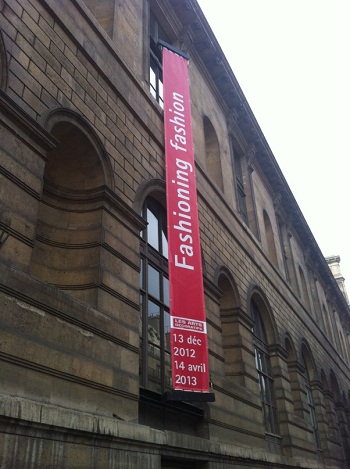 Fashioning fashion
LES ARTS
DÉCORATIFS
13 déc
2012
14 avril
2013